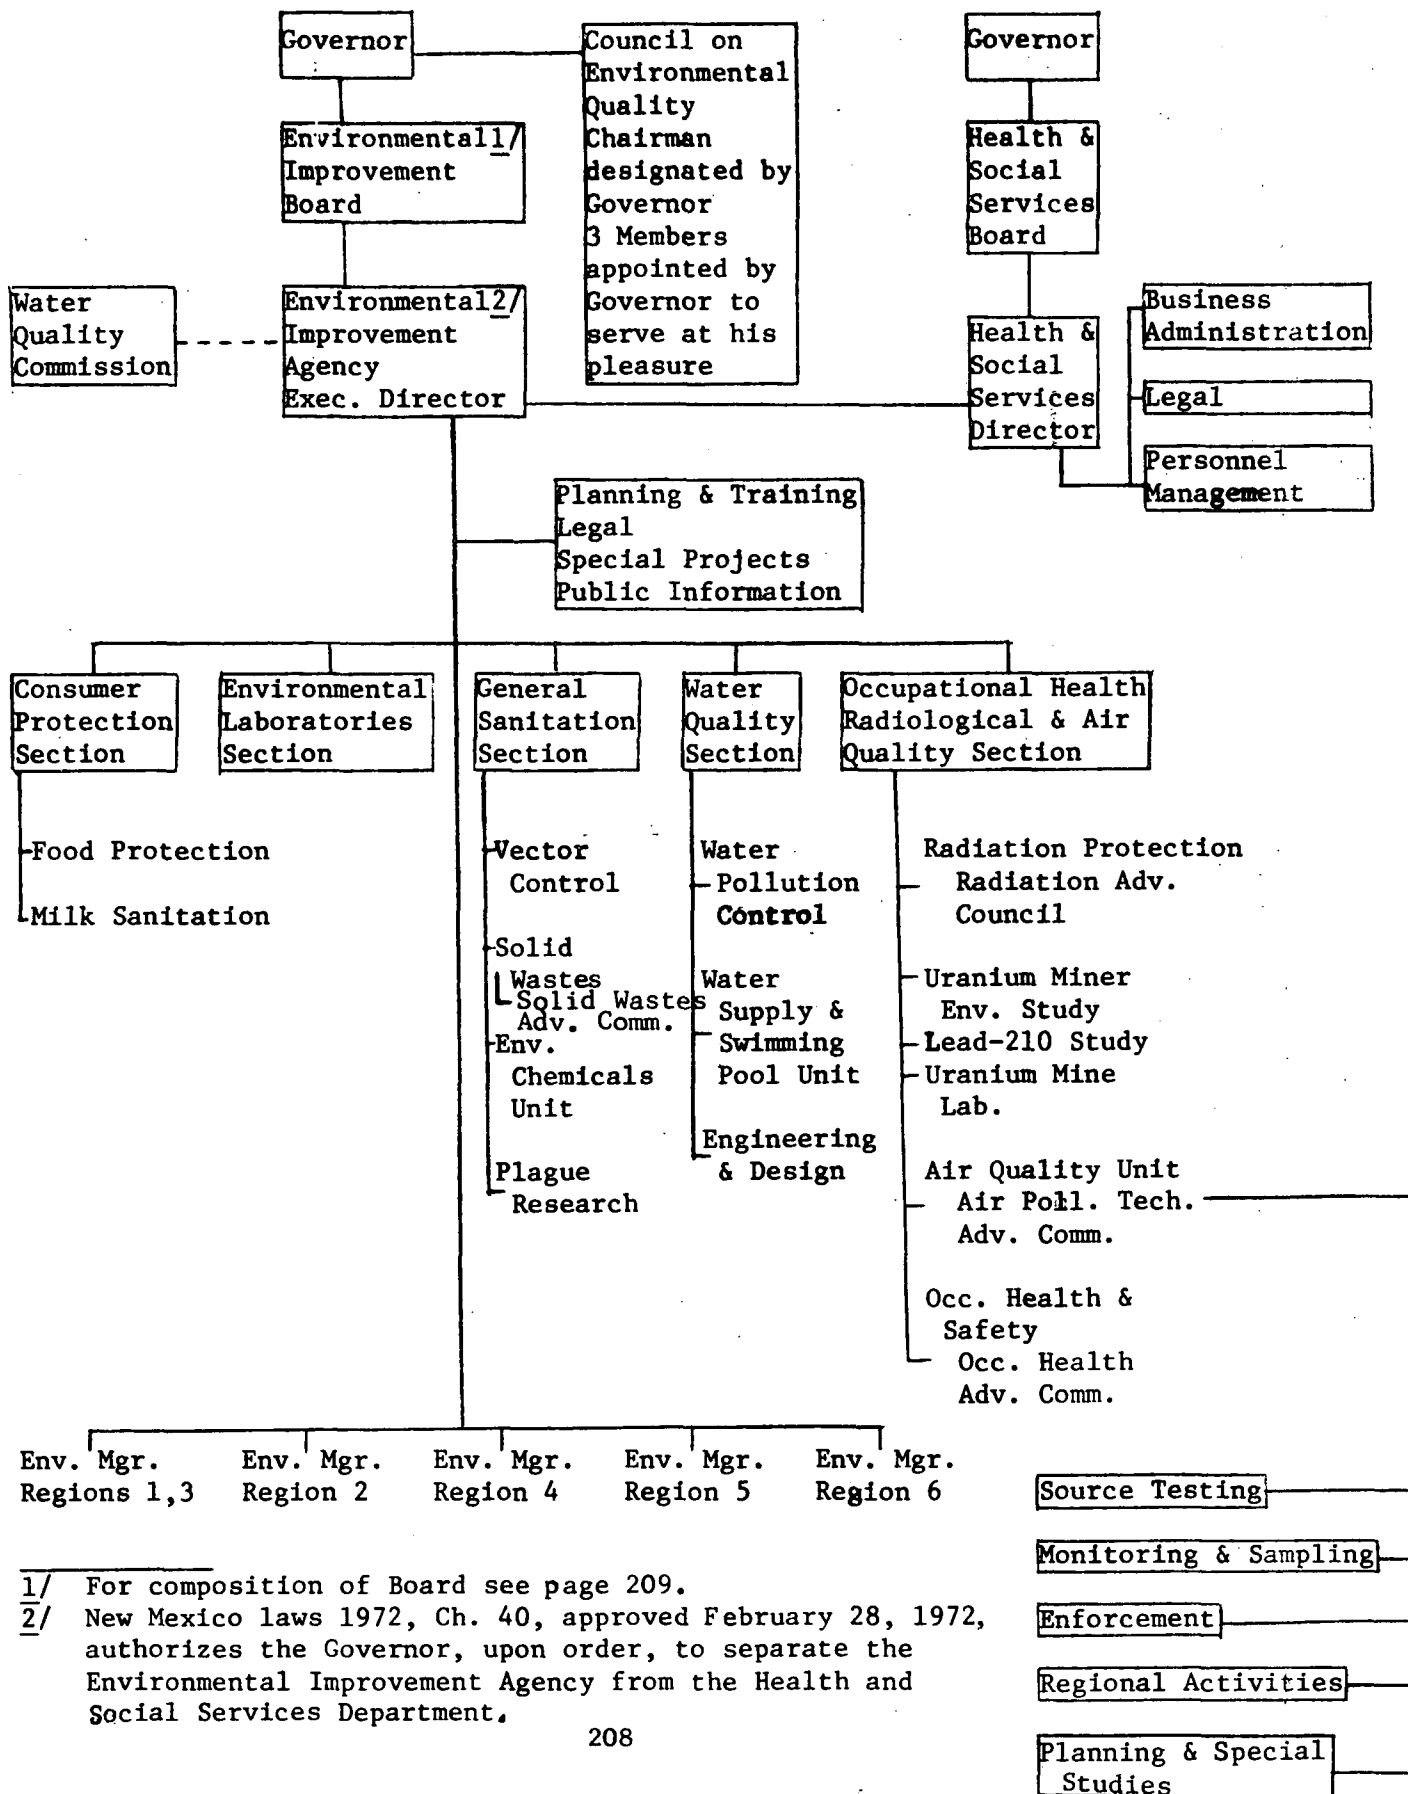 Governor
Council on
Environmental
Quality
Chairman
designated by
Governor
3 Members
appointed by
Governor to
serve at his
pleasure
Governor
Environmental1/
Improvement
Board
Health &
Social
Services
Board
Water
Quality
Commission
Environmental2/
Improvement
Agency
Exec. Director
Health &
Social
Services
Director
Business
Administration
Legal
Personnel
Management
Planning & Training
Legal
Special Projects
Public Information
Consumer
Protection
Section
Environmental
Laboratories
Section
General
Sanitation
Section
Water
Quality
Section
Occupational Health
Radiological & Air
Quality Section
Food Protection
Milk Sanitation
Vector
Control
Solid
Wastes
Solid Wastes
Adv. Comm.
Env.
Chemicals
Unit
Plague
Research
Water
Pollution
Control
Water
Supply &
Swimming
Pool Unit
Engineering
& Design
Radiation Protection
Radiation Adv.
Council
Uranium Miner
Env. Study
Lead-210 Study
Uranium Mine
Lab.
Air Quality Unit
Air Poll. Tech.
Adv. Comm.
Occ. Health &
Safety
Occ. Health
Adv. Comm.
Env. Mgr.
Regions 1,3
Env. Mgr.
Region 2
Env. Mgr.
Region 4
Env. Mgr.
Region 5
Env. Mgr.
Region 6
Source Testing
Monitoring & Sampling
Enforcement
Regional Activities
Planning & Special
Studies
1/ For composition of Board see page 209.
2/ New Mexico laws 1972, Ch. 40, approved February 28, 1972,
authorizes the Governor, upon order, to separate the
Environmental Improvement Agency from the Health and
Social Services Department.
208